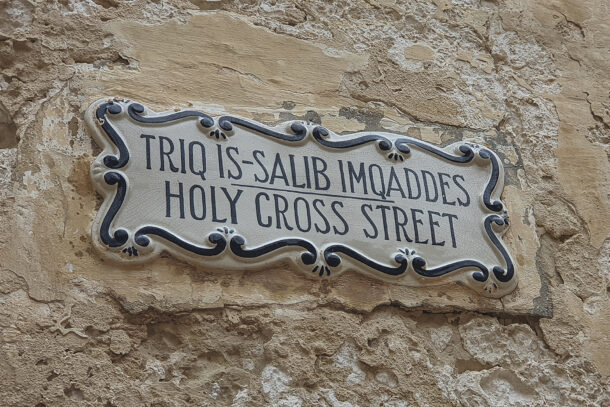 TRIQ IS-SALIB IMQADDES
HOLY CROSS STREET